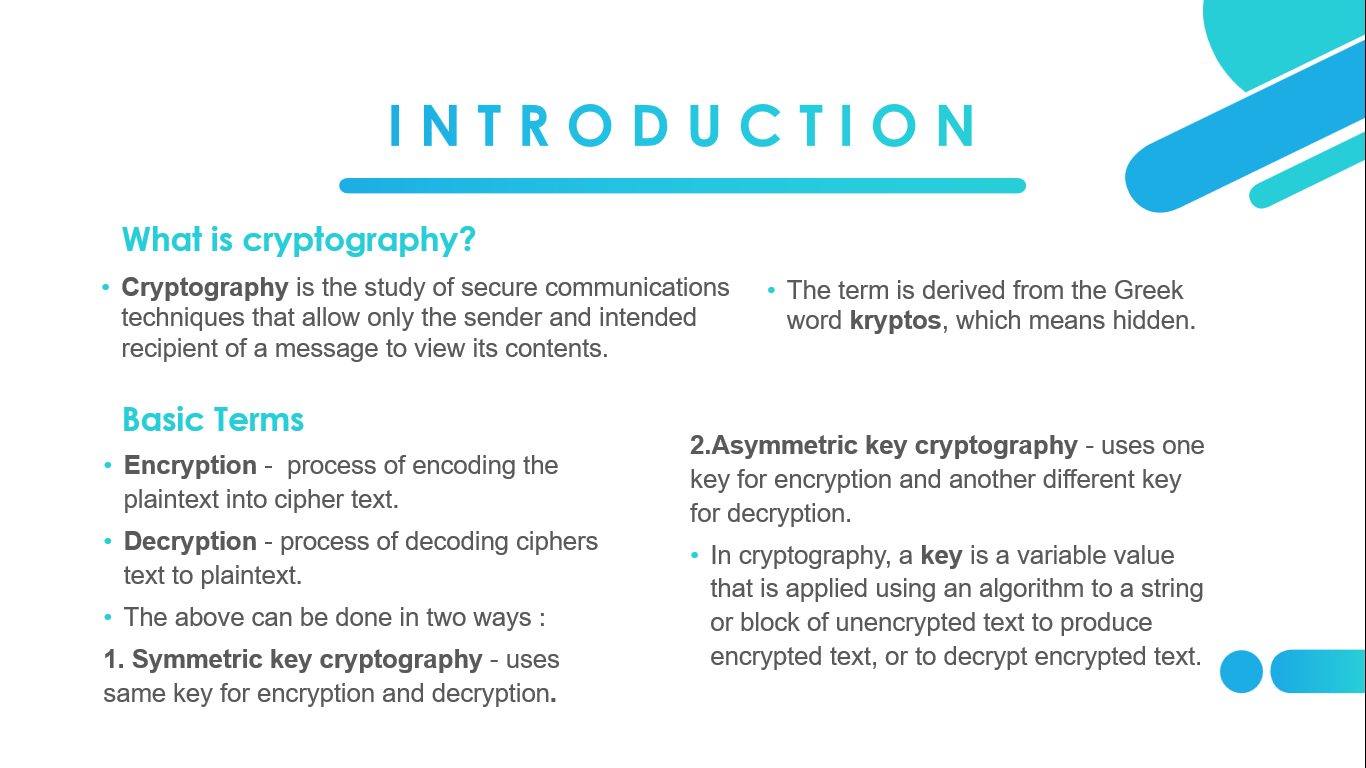 INTRODUCTION
What is cryptography?
• Cryptography is the study of secure communications
techniques that allow only the sender and intended
recipient of a message to view its contents.
• The term is derived from the Greek
word kryptos, which means hidden.
Basic Terms
• Encryption - process of encoding the
plaintext into cipher text.
• Decryption - process of decoding ciphers
text to plaintext.
• The above can be done in two ways :
1. Symmetric key cryptography - uses
same key for encryption and decryption.
2.Asymmetric key cryptography - uses one
key for encryption and another different key
for decryption.
• In cryptography, a key is a variable value
that is applied using an algorithm to a string
or block of unencrypted text to produce
encrypted text, or to decrypt encrypted text.